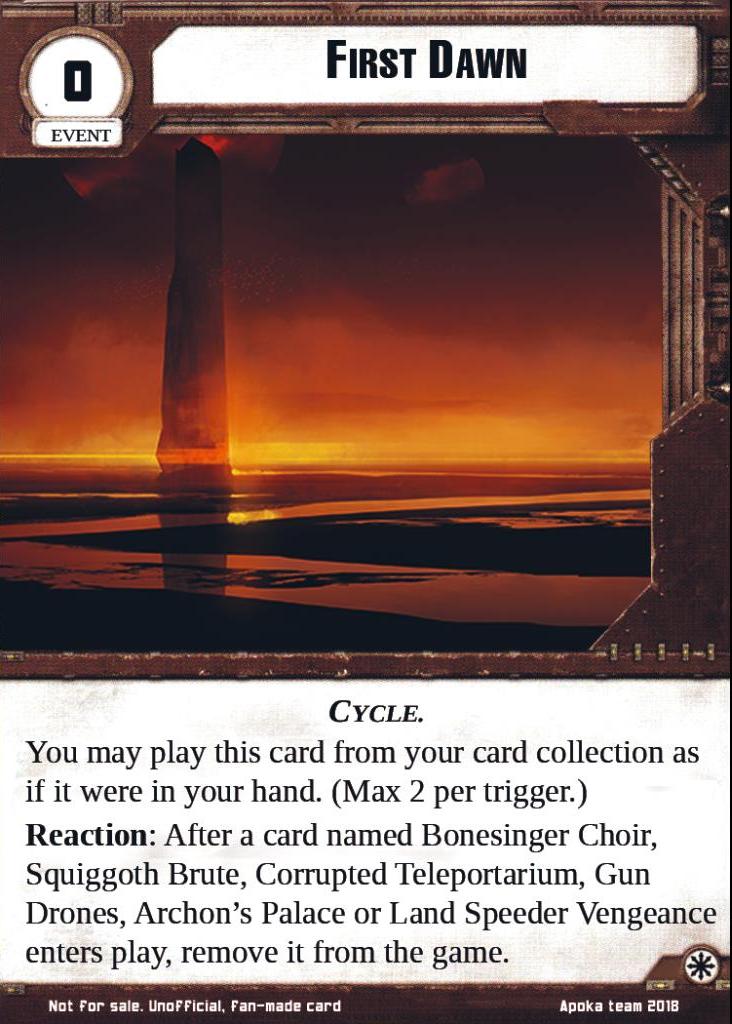 0
FIRST DAWN
EVENT
CYCLE.
You may play this card from your card collection as
if it were in your hand. (Max 2 per trigger.)
Reaction: After a card named Bonesinger Choir,
Squiggoth Brute, Corrupted Teleportarium, Gun
Drones, Archon’s Palace or Land Speeder Vengeance
enters play, remove it from the game.
Not for sale. Unofficial, fan-made card
Apoka team 2018